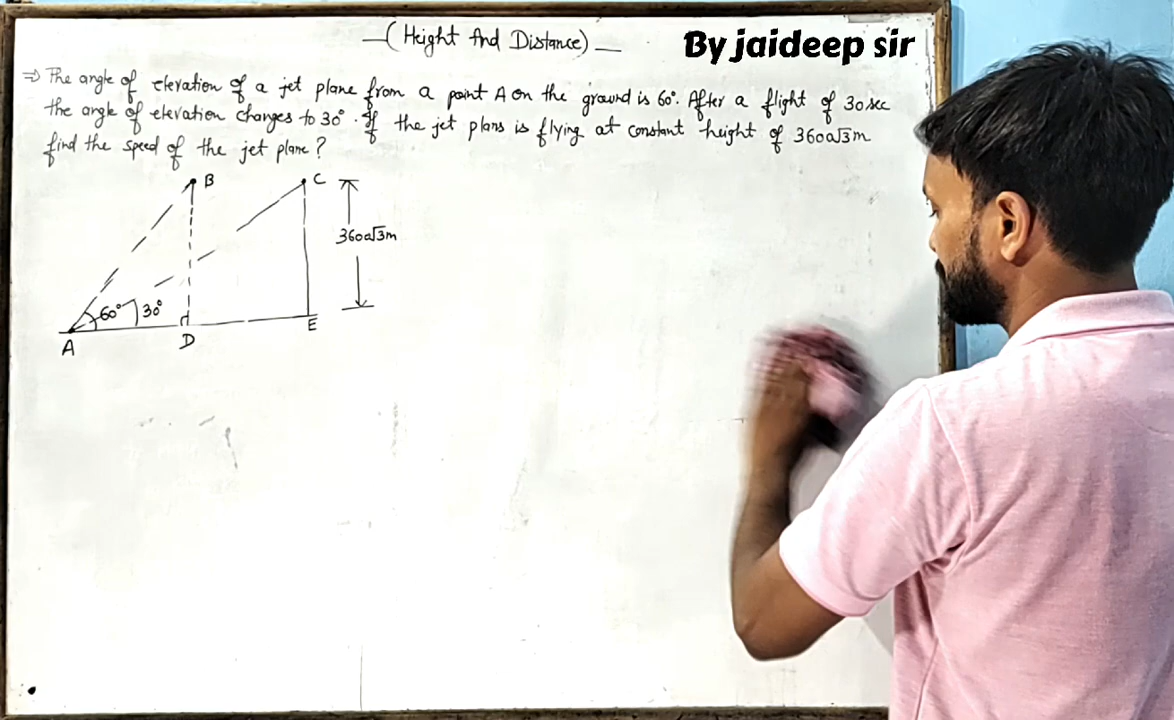 (Height And Distance)
By jaideep sir
⇒ The angle of elevation of a jet plane from a point A on the ground is 60°. After a flight of 30 sec
the angle of elevation changes to 30°. If the jet plans is flying at constant height of 3600√3m
find the speed of the jet plane?
B
C
3600√3m
60°
30°
A
D
E